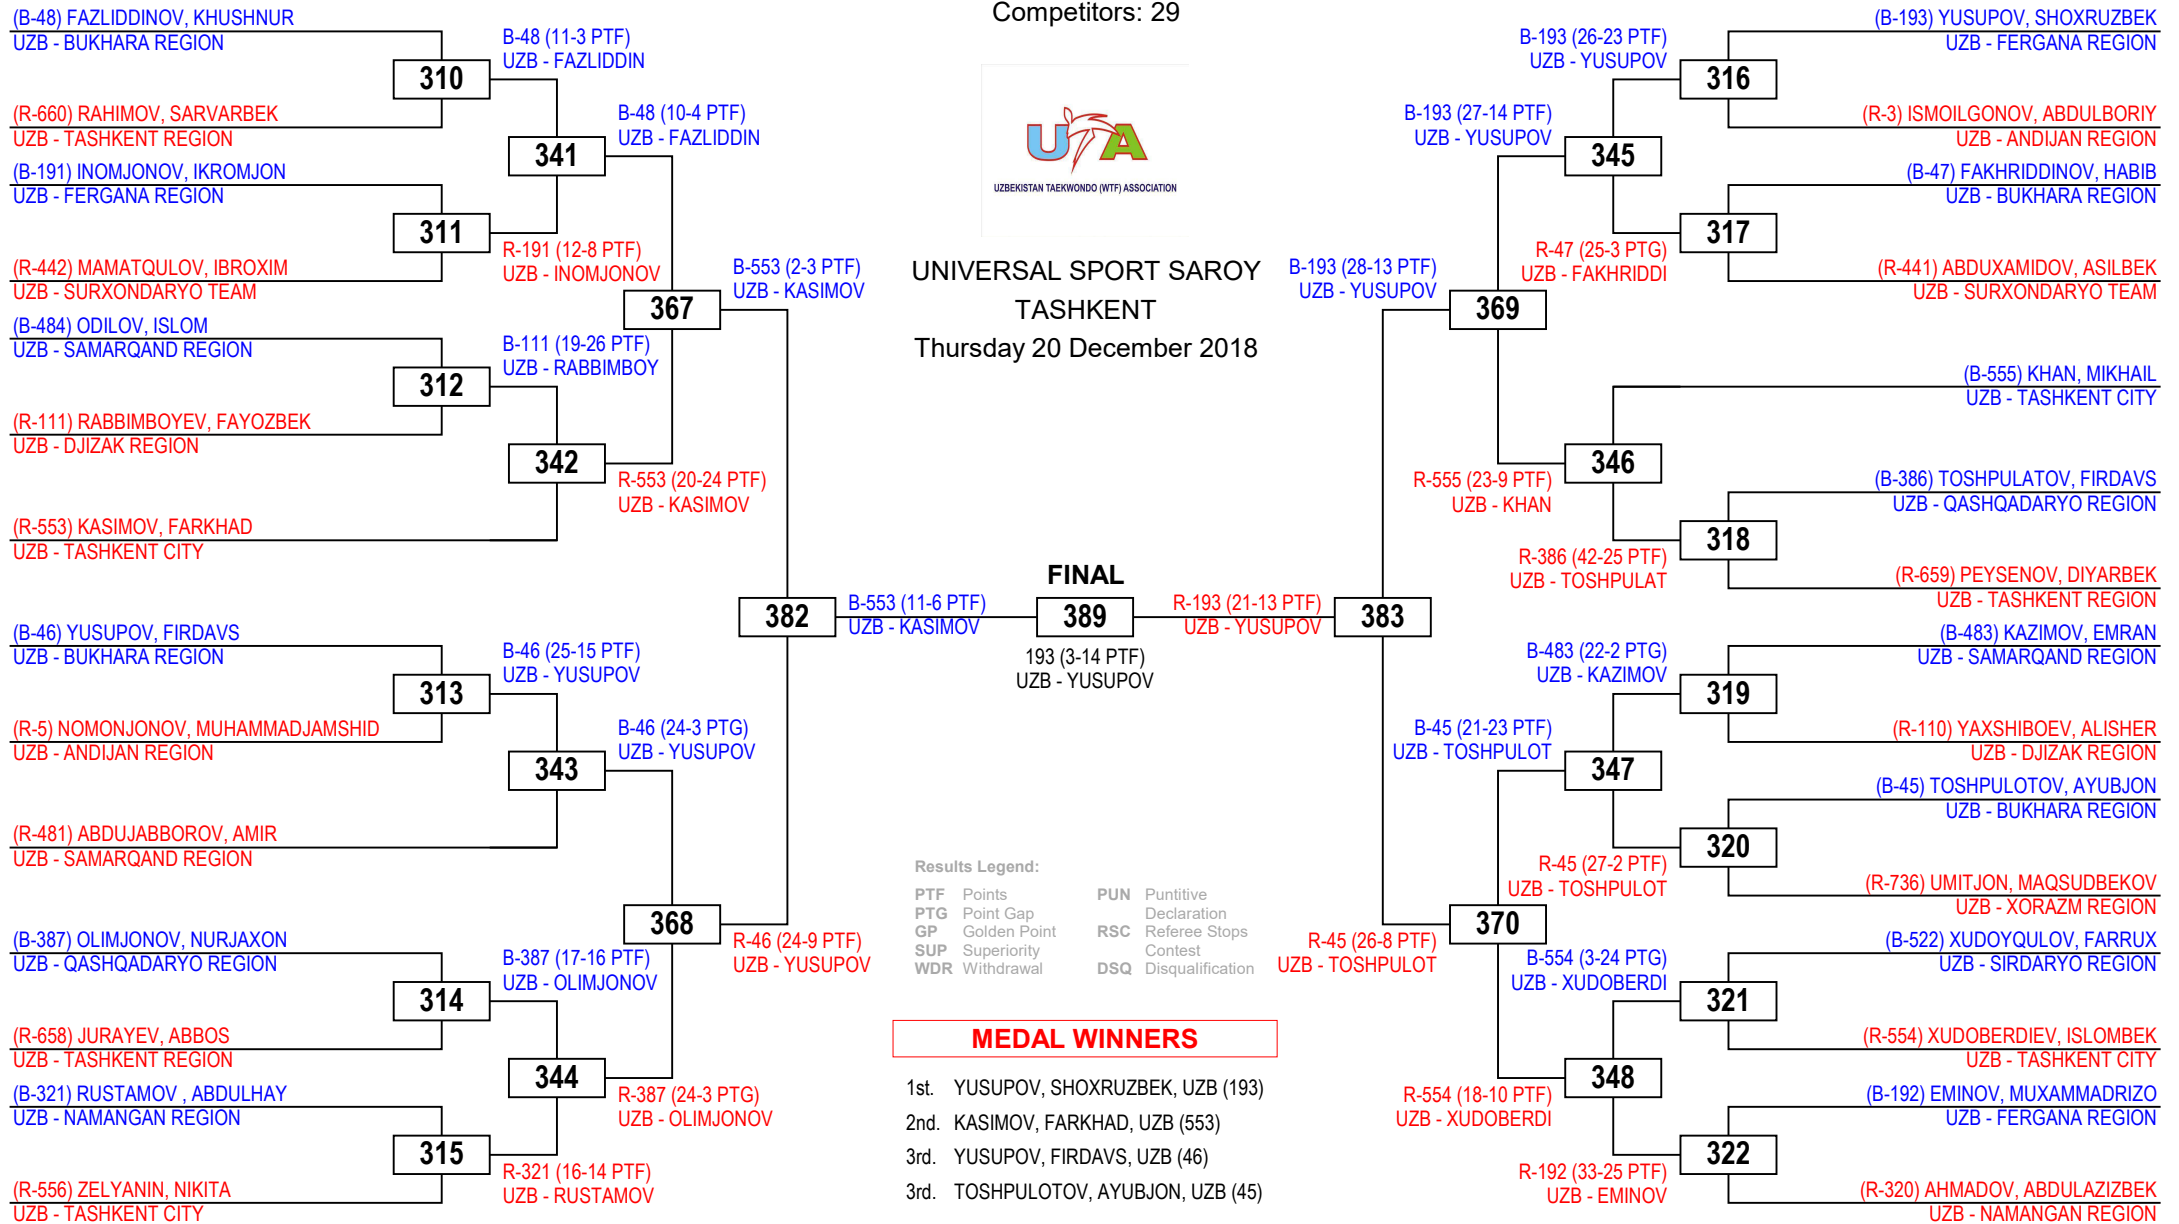 Competitors: 29
UTA
UZBEKISTAN TAEKWONDO (WTF) ASSOCIATION
UNIVERSAL SPORT SAROY
TASHKENT
Thursday 20 December 2018
(B-48) FAZLIDDINOV, KHUSHNUR
UZB - BUKHARA REGION
310
(R-660) RAHIMOV, SARVARBEK
UZB - TASHKENT REGION
(B-191) INOMJONOV, IKROMJON
UZB - FERGANA REGION
311
(R-442) MAMATQULOV, IBROXIM
UZB - SURXONDARYO TEAM
(B-484) ODILOV, ISLOM
UZB - SAMARQAND REGION
312
(R-111) RABBIMBOYEV, FAYOZBEK
UZB - DJIZAK REGION
(R-553) KASIMOV, FARKHAD
UZB - TASHKENT CITY
(B-46) YUSUPOV, FIRDAVS
UZB - BUKHARA REGION
313
(R-5) NOMONJONOV, MUHAMMADJAMSHID
UZB - ANDIJAN REGION
(R-481) ABDUJABBOROV, AMIR
UZB - SAMARQAND REGION
(B-387) OLIMJONOV, NURJAXON
UZB - QASHQADARYO REGION
314
(R-658) JURAYEV, ABBOS
UZB - TASHKENT REGION
(B-321) RUSTAMOV , ABDULHAY
UZB - NAMANGAN REGION
315
(R-556) ZELYANIN, NIKITA
UZB - TASHKENT CITY
B-48 (11-3 PTF)
UZB - FAZLIDDIN
341
R-191 (12-8 PTF)
UZB - INOMJONOV
B-111 (19-26 PTF)
UZB - RABBIMBOY
342
B-46 (25-15 PTF)
UZB - YUSUPOV
343
B-387 (17-16 PTF)
UZB - OLIMJONOV
344
R-321 (16-14 PTF)
UZB - RUSTAMOV
B-48 (10-4 PTF)
UZB - FAZLIDDIN
367
R-553 (20-24 PTF)
UZB - KASIMOV
B-46 (24-3 PTG)
UZB - YUSUPOV
368
R-387 (24-3 PTG)
UZB - OLIMJONOV
B-553 (2-3 PTF)
UZB - KASIMOV
382
R-46 (24-9 PTF)
UZB - YUSUPOV
B-553 (11-6 PTF)
UZB - KASIMOV
FINAL
389
193 (3-14 PTF)
UZB - YUSUPOV
R-193 (21-13 PTF)
UZB - YUSUPOV
383
B-193 (28-13 PTF)
UZB - YUSUPOV
369
R-45 (26-8 PTF)
UZB - TOSHPULOT
370
B-193 (27-14 PTF)
UZB - YUSUPOV
345
R-555 (23-9 PTF)
UZB - KHAN
346
B-45 (21-23 PTF)
UZB - TOSHPULOT
347
R-554 (18-10 PTF)
UZB - XUDOBERDI
348
B-193 (26-23 PTF)
UZB - YUSUPOV
R-47 (25-3 PTG)
UZB - FAKHRIDDI
R-386 (42-25 PTF)
UZB - TOSHPULAT
B-483 (22-2 PTG)
UZB - KAZIMOV
R-45 (27-2 PTF)
UZB - TOSHPULOT
B-554 (3-24 PTG)
UZB - XUDOBERDI
R-192 (33-25 PTF)
UZB - EMINOV
(B-193) YUSUPOV, SHOXRUZBEK
UZB - FERGANA REGION
316
(R-3) ISMOILGONOV, ABDULBORIY
UZB - ANDIJAN REGION
(B-47) FAKHRIDDINOV, HABIB
UZB - BUKHARA REGION
317
(R-441) ABDUXAMIDOV, ASILBEK
UZB - SURXONDARYO TEAM
(B-555) KHAN, MIKHAIL
UZB - TASHKENT CITY
(B-386) TOSHPULATOV, FIRDAVS
UZB - QASHQADARYO REGION
318
(R-659) PEYSENOV, DIYARBEK
UZB - TASHKENT REGION
(B-483) KAZIMOV, EMRAN
UZB - SAMARQAND REGION
319
(R-110) YAXSHIBOEV, ALISHER
UZB - DJIZAK REGION
(B-45) TOSHPULOTOV, AYUBJON
UZB - BUKHARA REGION
320
(R-736) UMITJON, MAQSUDBEKOV
UZB - XORAZM REGION
(B-522) XUDOYQULOV, FARRUX
UZB - SIRDARYO REGION
321
(R-554) XUDOBERDIEV, ISLOMBEK
UZB - TASHKENT CITY
(B-192) EMINOV, MUXAMMADRIZO
UZB - FERGANA REGION
322
(R-320) AHMADOV, ABDULAZIZBEK
UZB - NAMANGAN REGION
Results Legend:
PTF Points
PTG Point Gap
GP Golden Point
SUP Superiority
WDR Withdrawal
PUN Puntitive
Declaration
RSC Referee Stops
Contest
DSQ Disqualification
MEDAL WINNERS
1st. YUSUPOV, SHOXRUZBEK, UZB (193)
2nd. KASIMOV, FARKHAD, UZB (553)
3rd. YUSUPOV, FIRDAVS, UZB (46)
3rd. TOSHPULOTOV, AYUBJON, UZB (45)